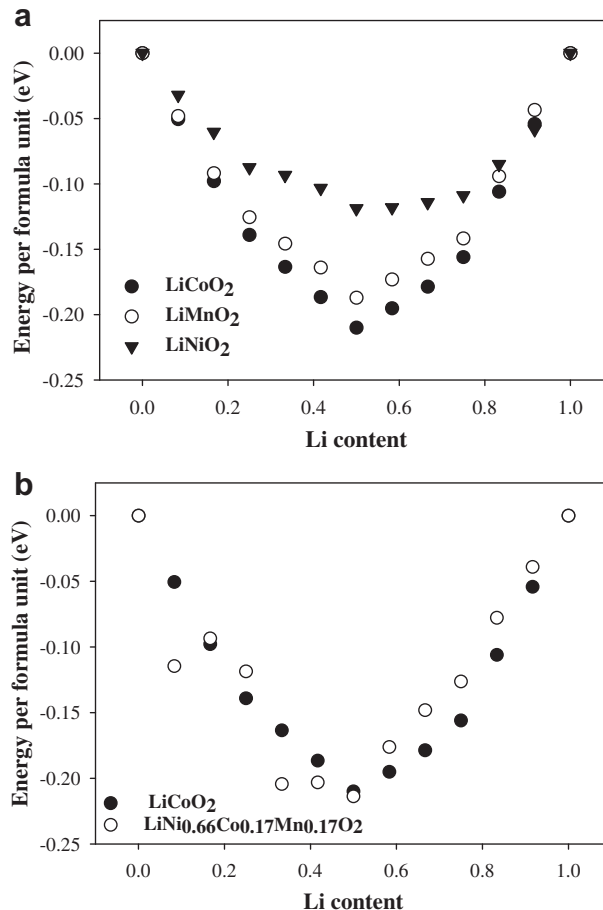 a
Energy per formula unit (eV)
0.00
-0.05
-0.10
-0.15
-0.20
-0.25
LiCoO2
LiMnO2
LiNiO2
0.0 0.2 0.4 0.6 0.8 1.0
Li content
b
Energy per formula unit (eV)
0.00
-0.05
-0.10
-0.15
-0.20
-0.25
LiCoO2
LiNi0.66Co0.17Mn0.17O2
0.0 0.2 0.4 0.6 0.8 1.0
Li content